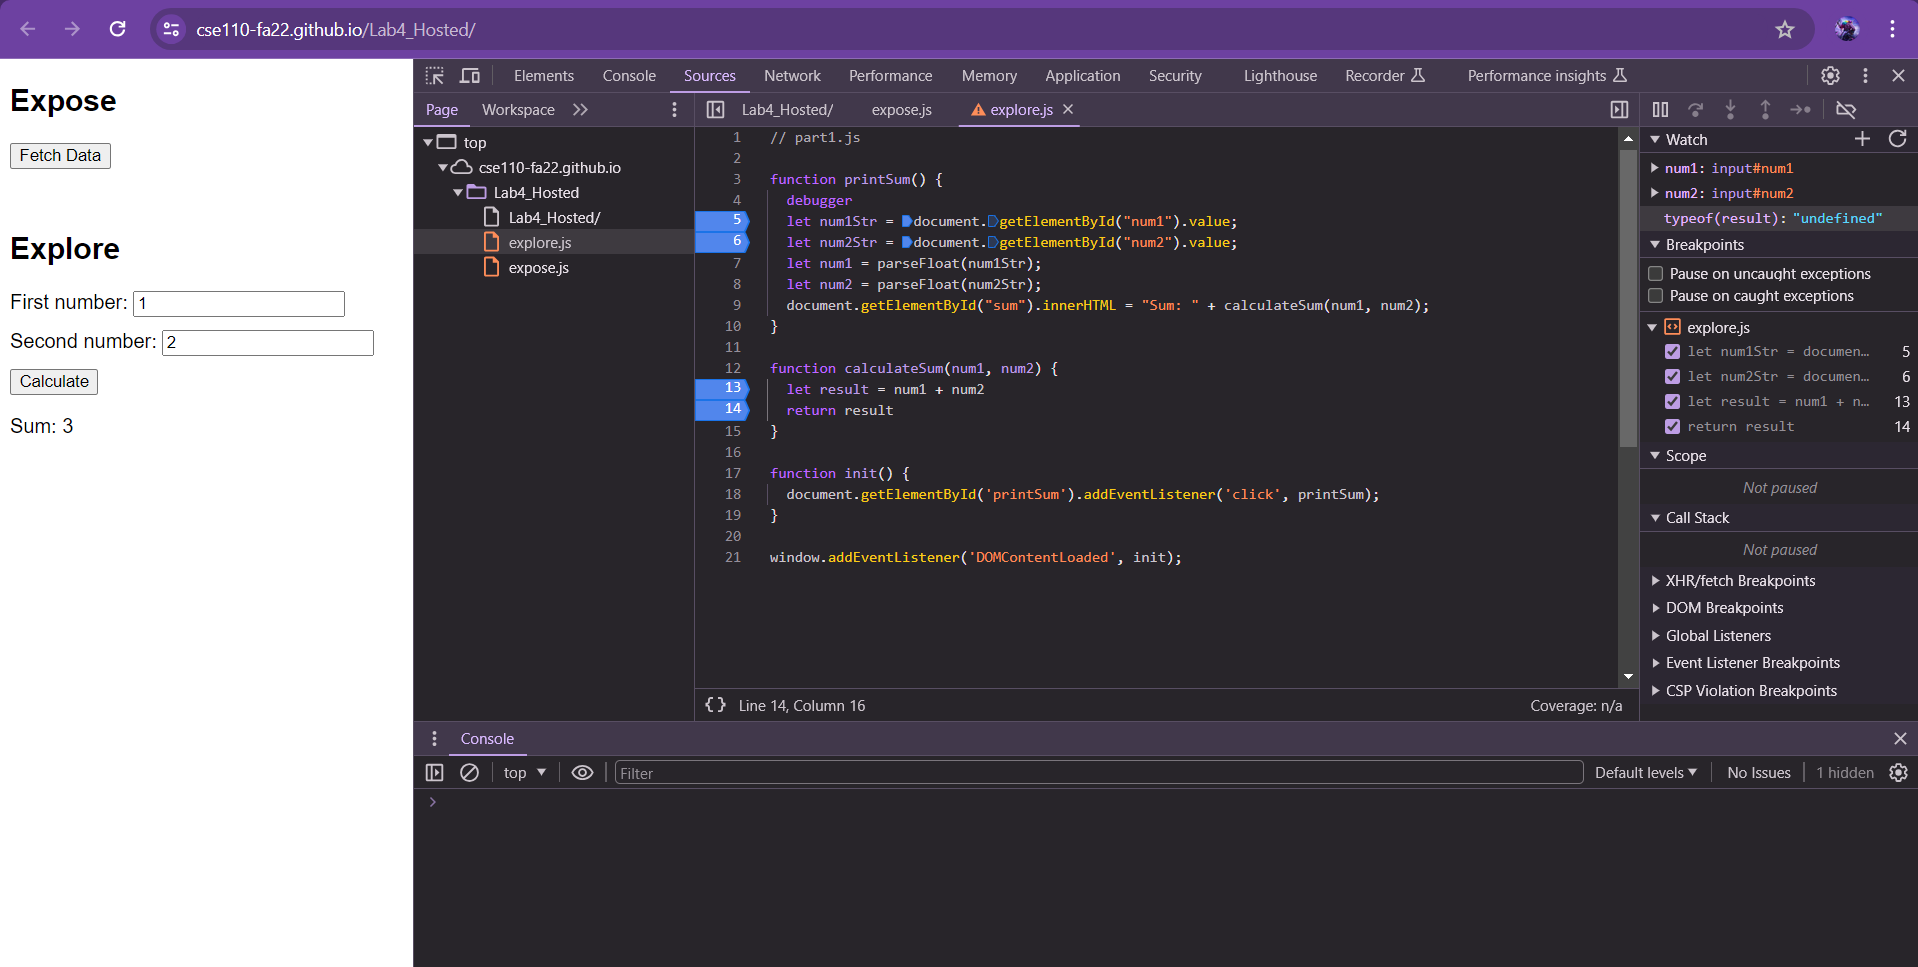 cse110-fa22.github.io/Lab4_Hosted/
Expose
Fetch Data
Explore
First number: 1
Second number: 2
Calculate
Sum: 3
Elements Console Sources Network Performance Memory Application Security Lighthouse Recorder Performance insights
Page Workspace
top
cse110-fa22.github.io
Lab4_Hosted
Lab4_Hosted/
explore.js
expose.js
Lab4_Hosted/ expose.js explore.js
1 // part1.js
2
3 function printSum() {
4 debugger
5 let num1Str = document.getElementById("num1").value;
6 let num2Str = document.getElementById("num2").value;
7 let num1 = parseFloat(num1Str);
8 let num2 = parseFloat(num2Str);
9 document.getElementById("sum").innerHTML = "Sum: " + calculateSum(num1, num2);
10 }
11
12 function calculateSum(num1, num2) {
13 let result = num1 + num2
14 return result
15 }
16
17 function init() {
18 document.getElementById('printSum').addEventListener('click', printSum);
19 }
20
21 window.addEventListener('DOMContentLoaded', init);
{} Line 14, Column 16 Coverage: n/a
Watch
num1: input#num1
num2: input#num2
typeof(result): "undefined"
Breakpoints
Pause on uncaught exceptions
Pause on caught exceptions
explore.js
let num1Str = documen… 5
let num2Str = documen… 6
let result = num1 + n… 13
return result 14
Scope
Not paused
Call Stack
Not paused
XHR/fetch Breakpoints
DOM Breakpoints
Global Listeners
Event Listener Breakpoints
CSP Violation Breakpoints
Console
top Filter Default levels No Issues 1 hidden